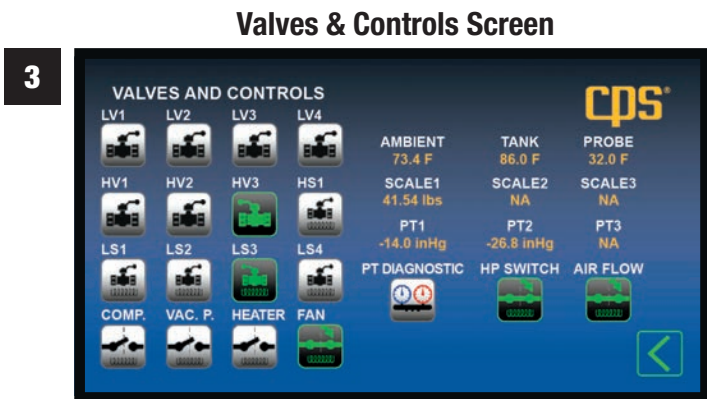 Valves & Controls Screen
3
VALVES AND CONTROLS
cps®
LV1 LV2 LV3 LV4
AMBIENT TANK PROBE
73.4 F 86.0 F 32.0 F
HV1 HV2 HV3 HS1
SCALE1 SCALE2 SCALE3
41.54 lbs NA NA
PT1 PT2 PT3
-14.0 inHg -26.8 inHg NA
LS1 LS2 LS3 LS4
PT DIAGNOSTIC HP SWITCH AIR FLOW
COMP. VAC. P. HEATER FAN